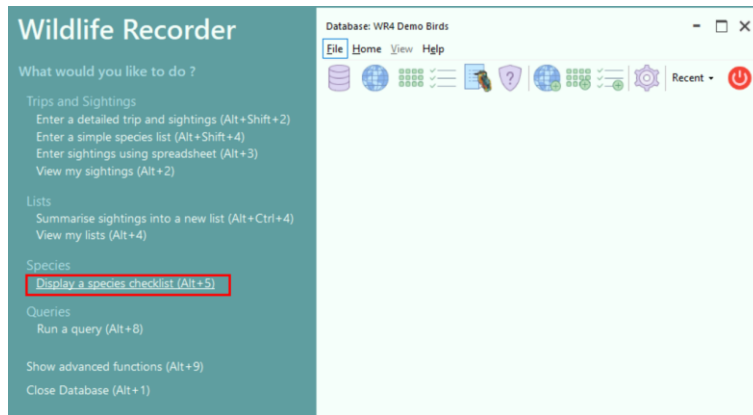 Wildlife Recorder
What would you like to do ?
Trips and Sightings
Enter a detailed trip and sightings (Alt+Shift+2)
Enter a simple species list (Alt+Shift+4)
Enter sightings using spreadsheet (Alt+3)
View my sightings (Alt+2)
Lists
Summarise sightings into a new list (Alt+Ctrl+4)
View my lists (Alt+4)
Species
Display a species checklist (Alt+5)
Queries
Run a query (Alt+8)
Show advanced functions (Alt+9)
Close Database (Alt+1)
Database: WR4 Demo Birds
File Home View Help
? Recent